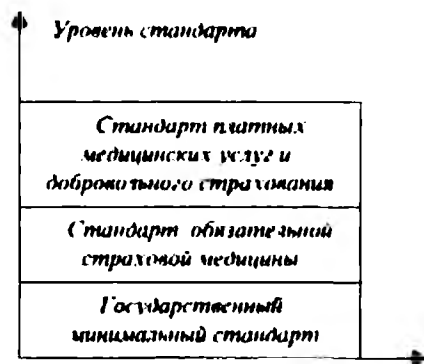 Уровень стандарта
Стандарт платных
медицинских услуг и
добровольного страхования
Стандарт обязательной
страховой медицины
Государственный
минимальный стандарт